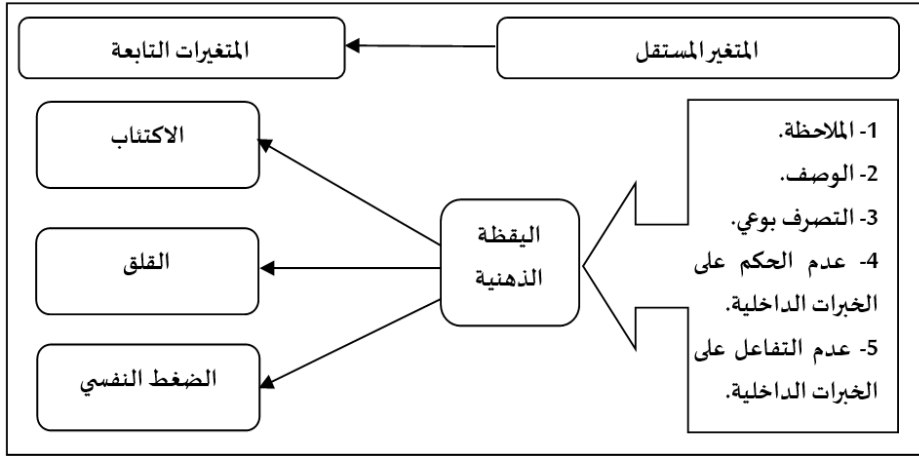 المتغير المستقل
المتغيرات التابعة
1- الملاحظة.
2- الوصف.
3- التصرف بوعي.
4- عدم الحكم على
الخبرات الداخلية.
5- عدم التفاعل على
الخبرات الداخلية.
اليقظة
الذهنية
الاكتئاب
القلق
الضغط النفسي